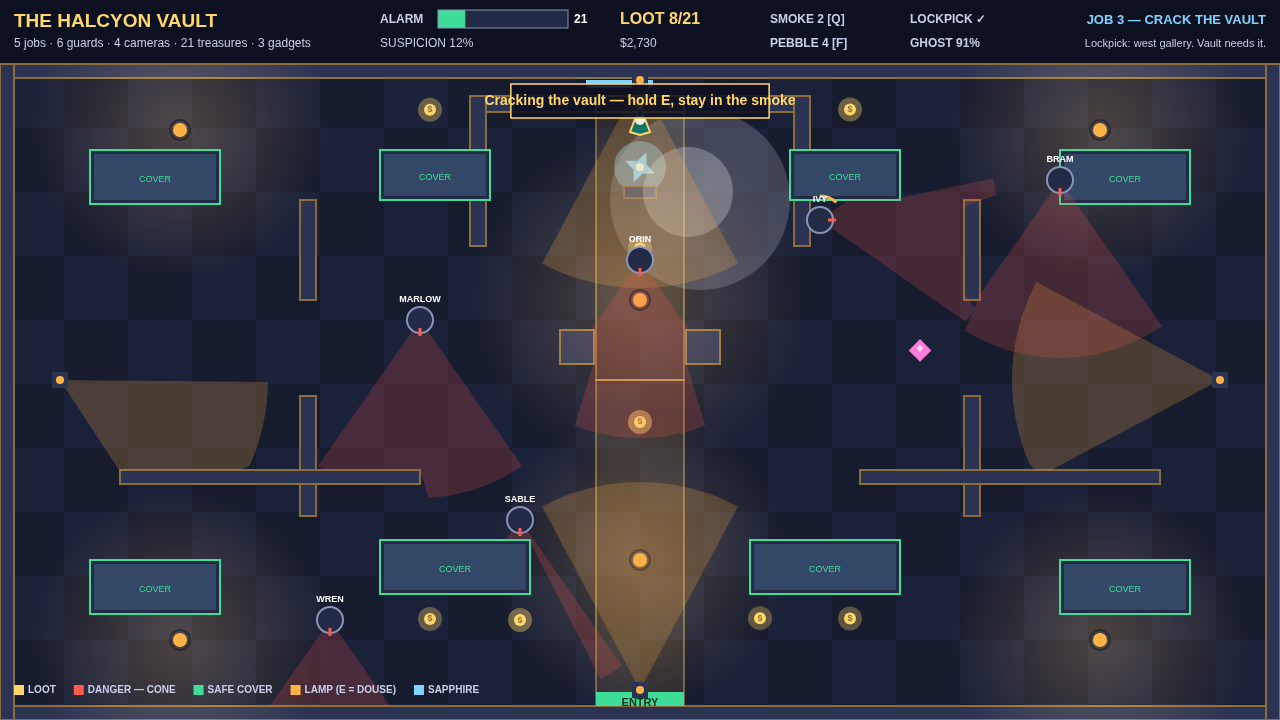 THE HALCYON VAULT
5 jobs · 6 guards · 4 cameras · 21 treasures · 3 gadgets
ALARM 21
SUSPICION 12%
LOOT 8/21
$2,730
SMOKE 2 [Q]
PEBBLE 4 [F]
LOCKPICK ✓
GHOST 91%
JOB 3 — CRACK THE VAULT
Lockpick: west gallery. Vault needs it.
Cracking the vault — hold E, stay in the smoke
$
$
COVER
COVER
COVER
BRAM
COVER
IVY
ORIN
MARLOW
$
SABLE
COVER
COVER
COVER
COVER
WREN
$
$
$
$
LOOT
DANGER — CONE
SAFE COVER
LAMP (E = DOUSE)
SAPPHIRE
ENTRY